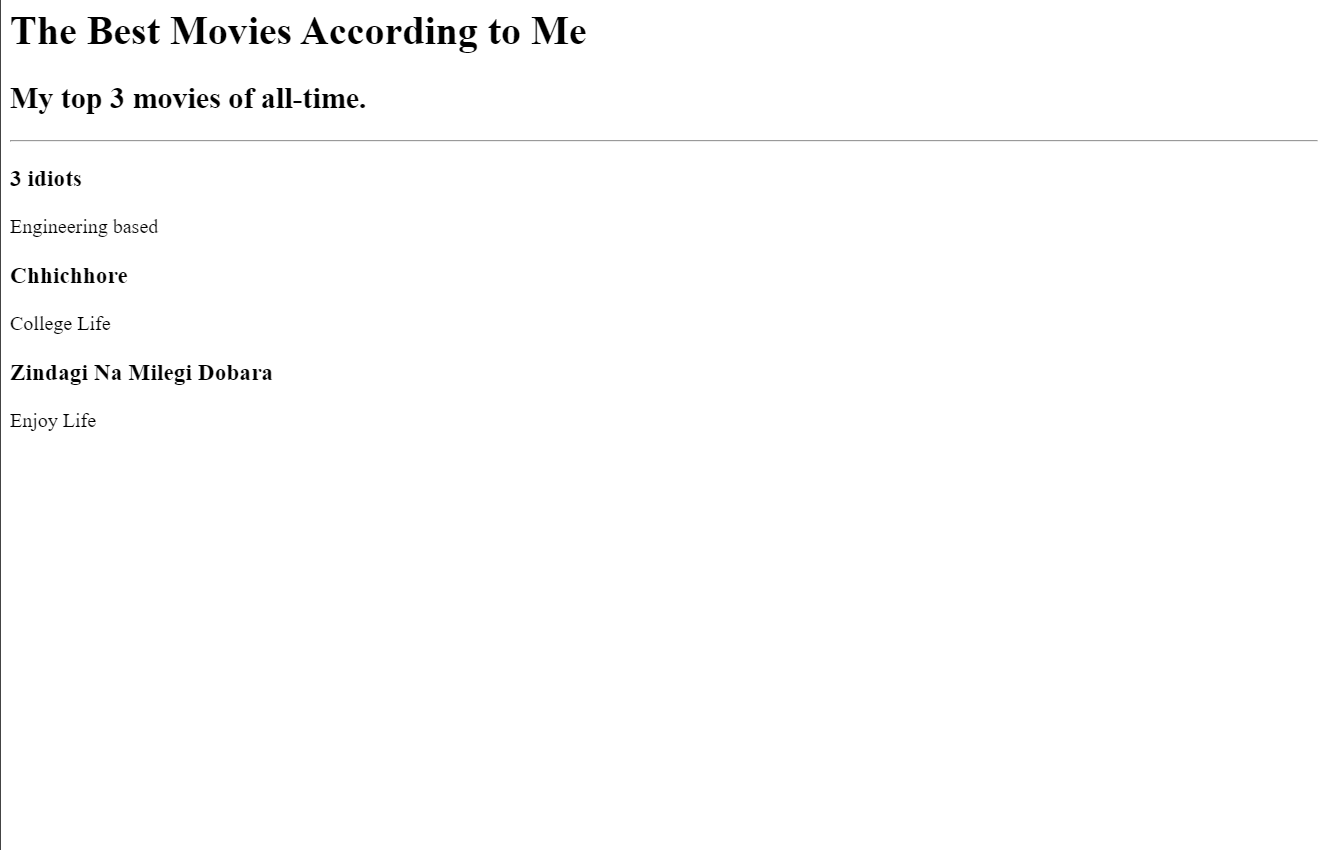 The Best Movies According to Me
My top 3 movies of all-time.
3 idiots
Engineering based
Chhichhore
College Life
Zindagi Na Milegi Dobara
Enjoy Life